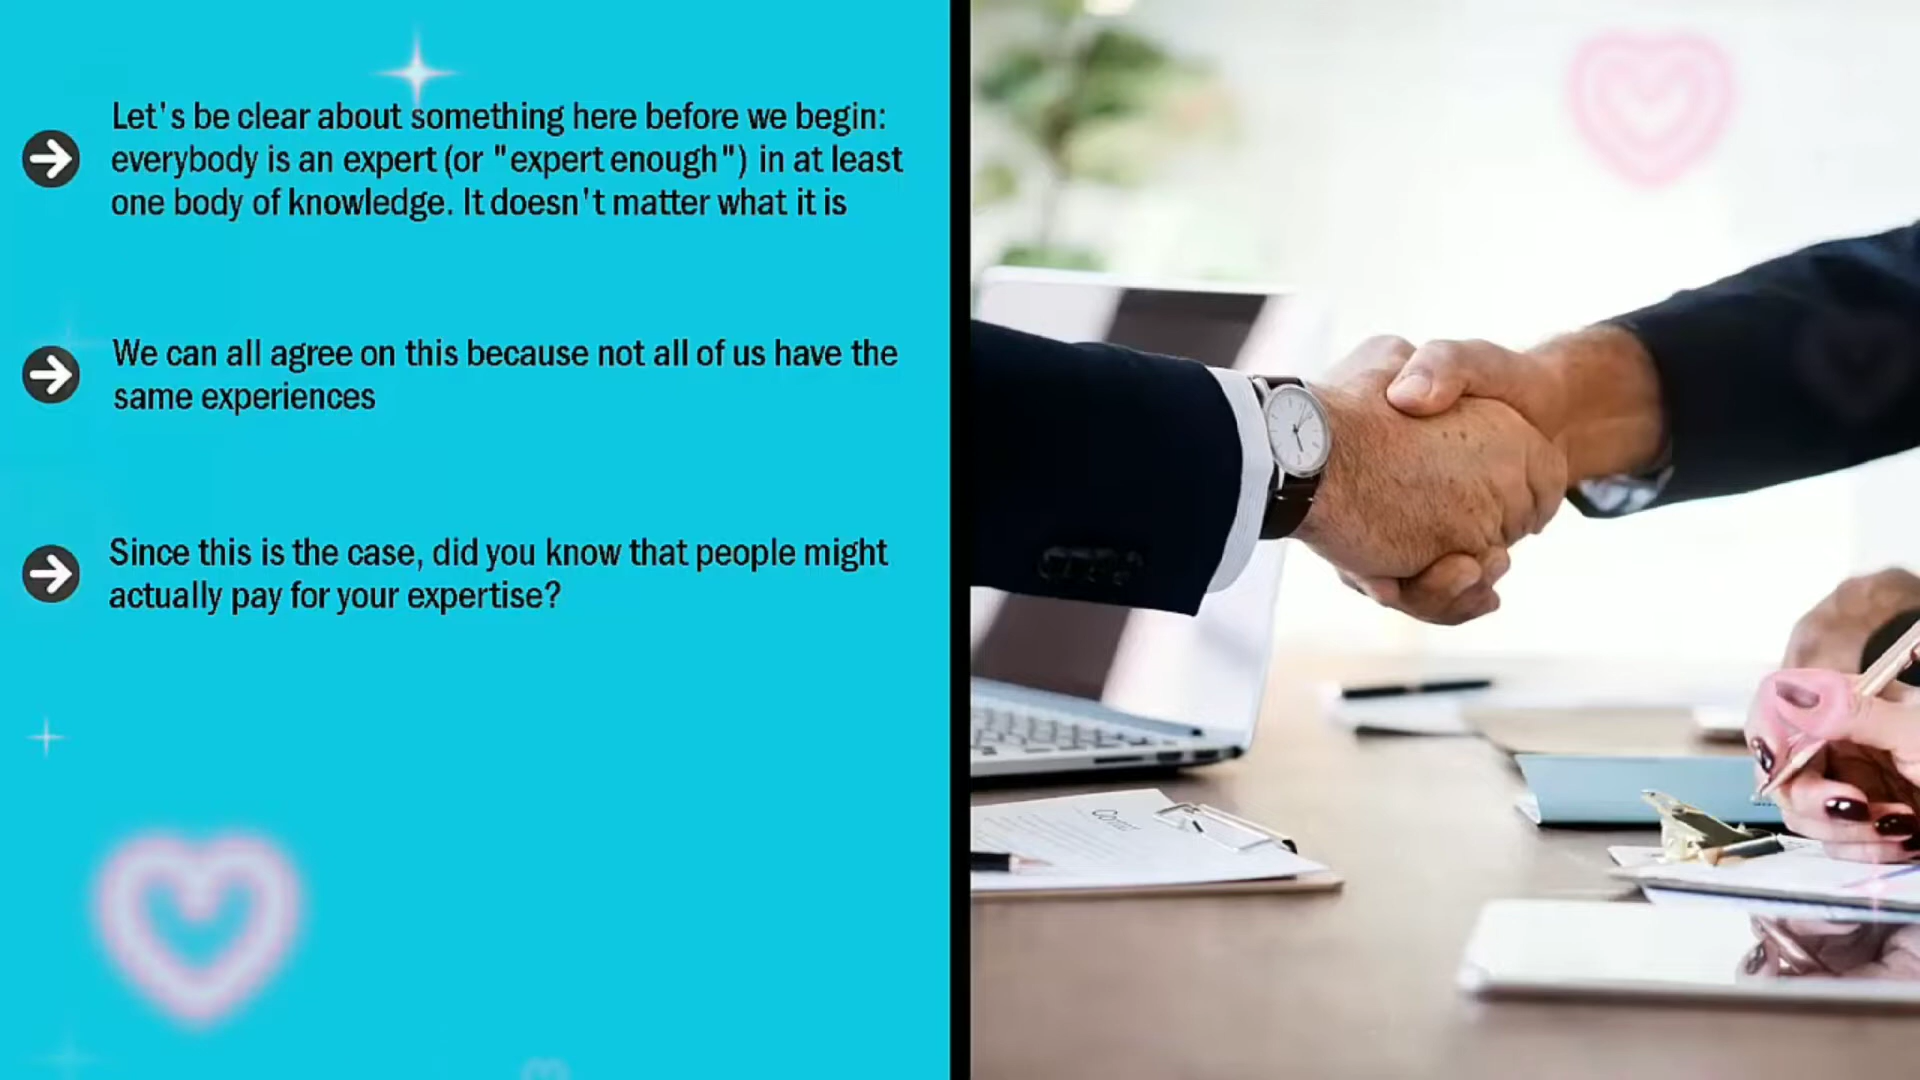 Let's be clear about something here before we begin:
everybody is an expert (or "expert enough") in at least
one body of knowledge. It doesn't matter what it is
We can all agree on this because not all of us have the
same experiences
Since this is the case, did you know that people might
actually pay for your expertise?